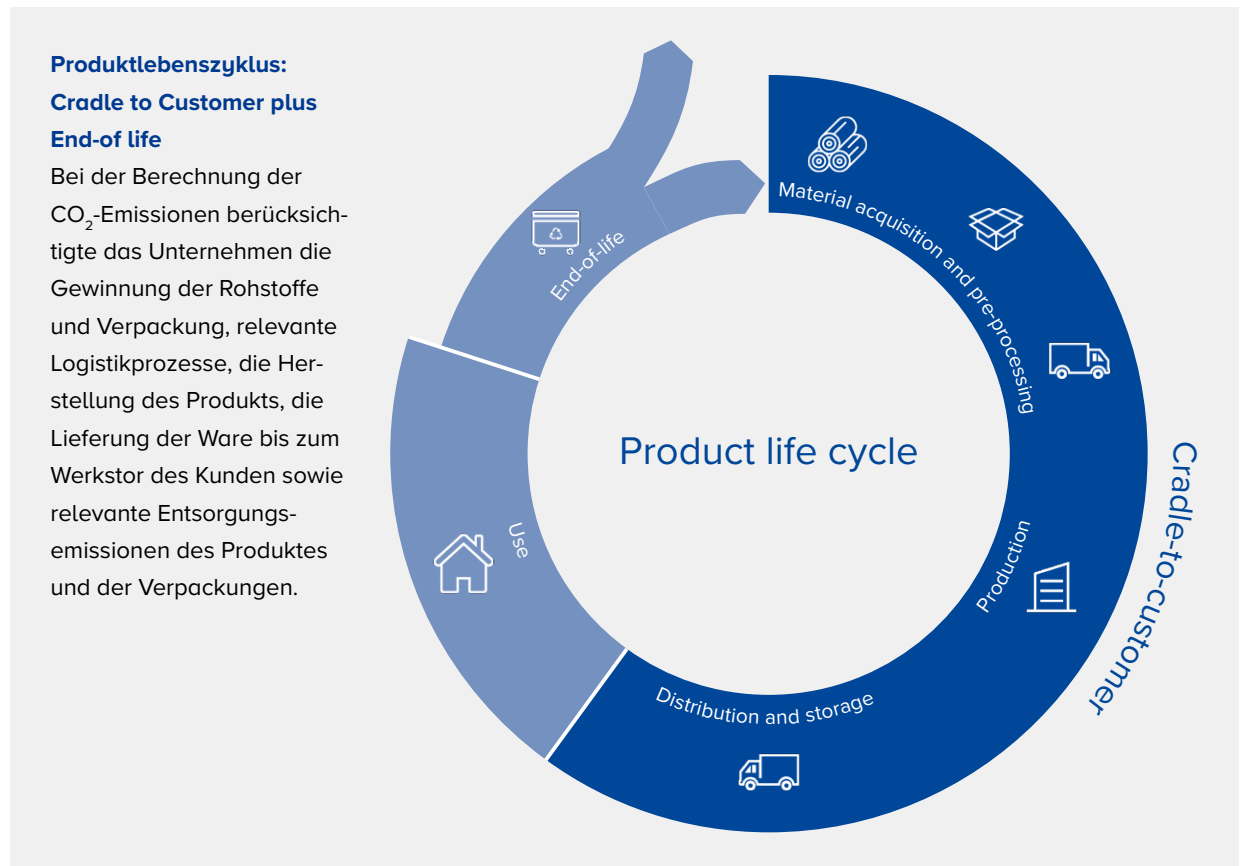 Produktlebenszyklus:
Cradle to Customer plus
End-of life
Bei der Berechnung der
CO₂-Emissionen berücksich-
tigte das Unternehmen die
Gewinnung der Rohstoffe
und Verpackung, relevante
Logistikprozesse, die Her-
stellung des Produkts, die
Lieferung der Ware bis zum
Werkstor des Kunden sowie
relevante Entsorgungs-
emissionen des Produktes
und der Verpackungen.
Product life cycle
Material acquisition and pre-processing
Production
Distribution and storage
Use
End-of-life
Cradle-to-customer